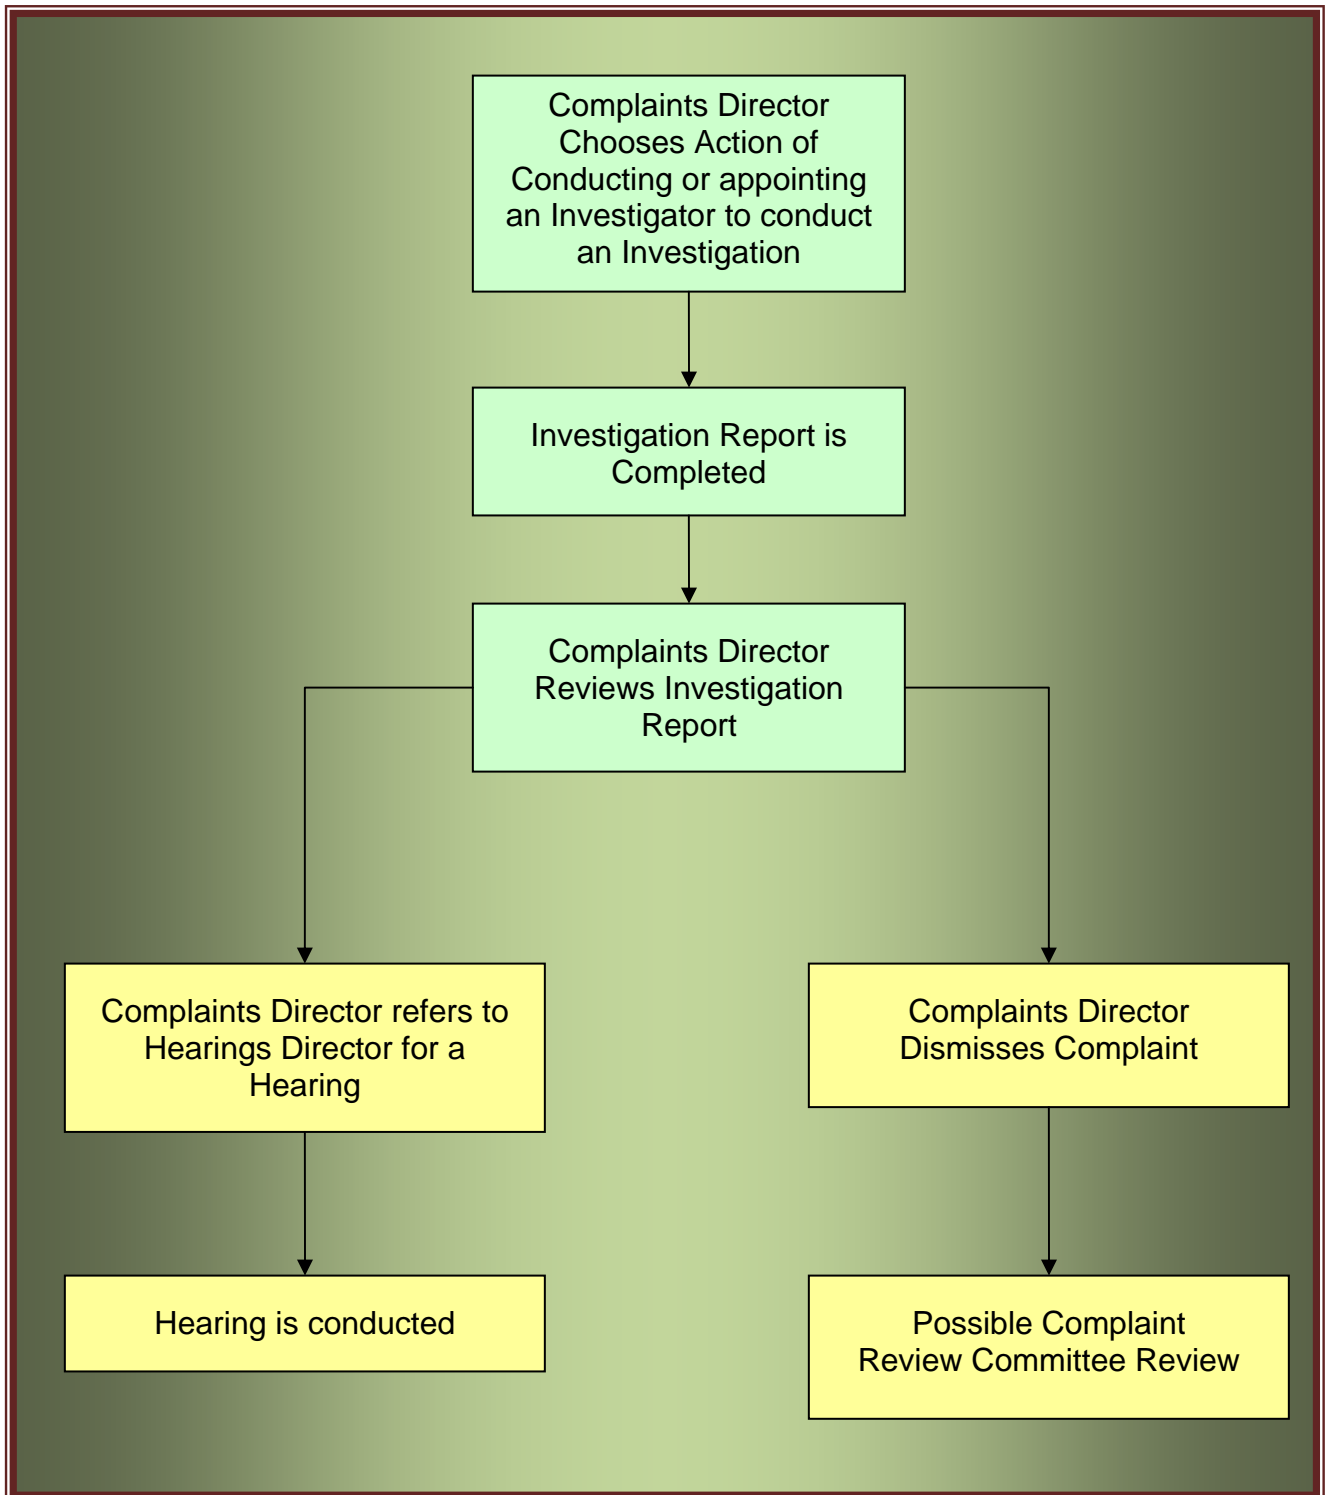 Complaints Director
Chooses Action of
Conducting or appointing
an Investigator to conduct
an Investigation
Investigation Report is
Completed
Complaints Director
Reviews Investigation
Report
Complaints Director refers to
Hearings Director for a
Hearing
Complaints Director
Dismisses Complaint
Hearing is conducted
Possible Complaint
Review Committee Review